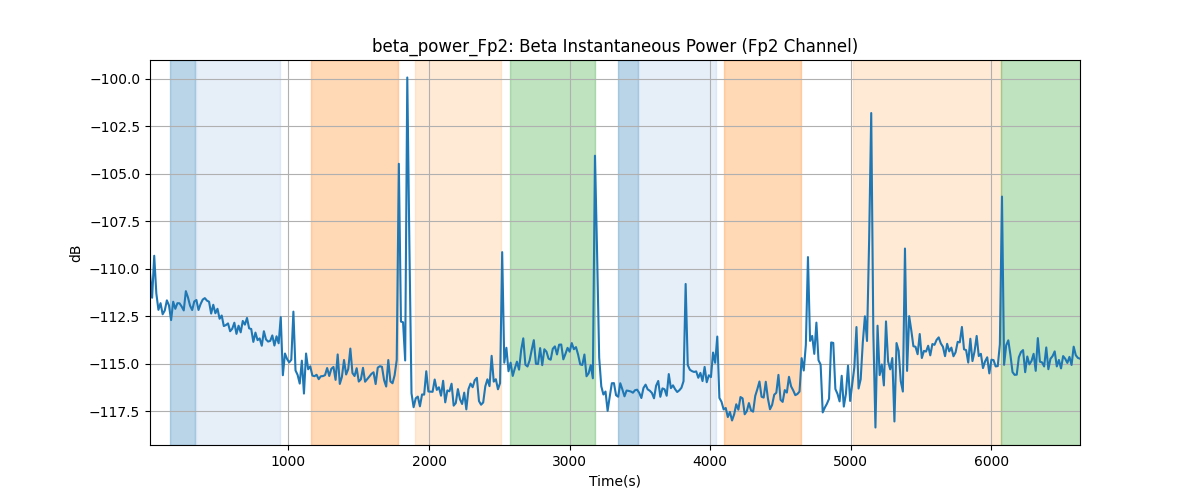 beta_power_Fp2: Beta Instantaneous Power (Fp2 Channel)
−100.0
−102.5
−105.0
−107.5
−110.0
−112.5
−115.0
−117.5
dB
1000 2000 3000 4000 5000 6000
Time(s)